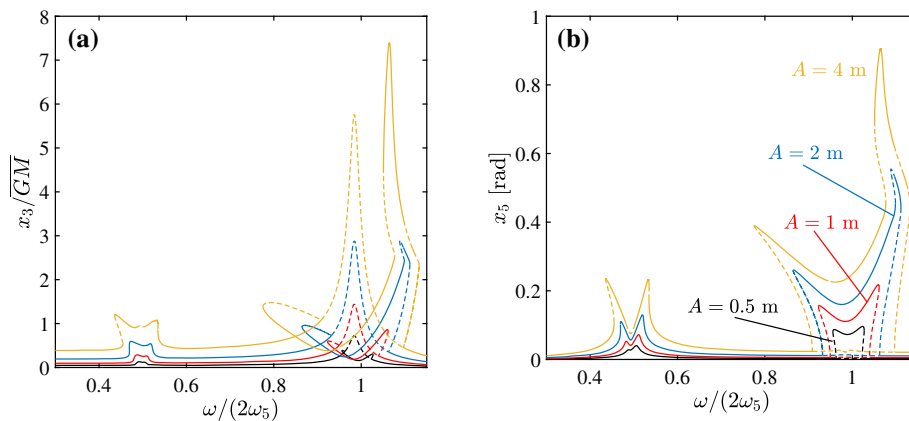 (a)
8
7
6
5
4
3
2
1
0
x₃/G̅M̅
0.4 0.6 0.8 1
ω/(2ω₅)
(b)
1
0.8
0.6
0.4
0.2
0
x₅ [rad]
A = 4 m
A = 2 m
A = 1 m
A = 0.5 m
0.4 0.6 0.8 1
ω/(2ω₅)